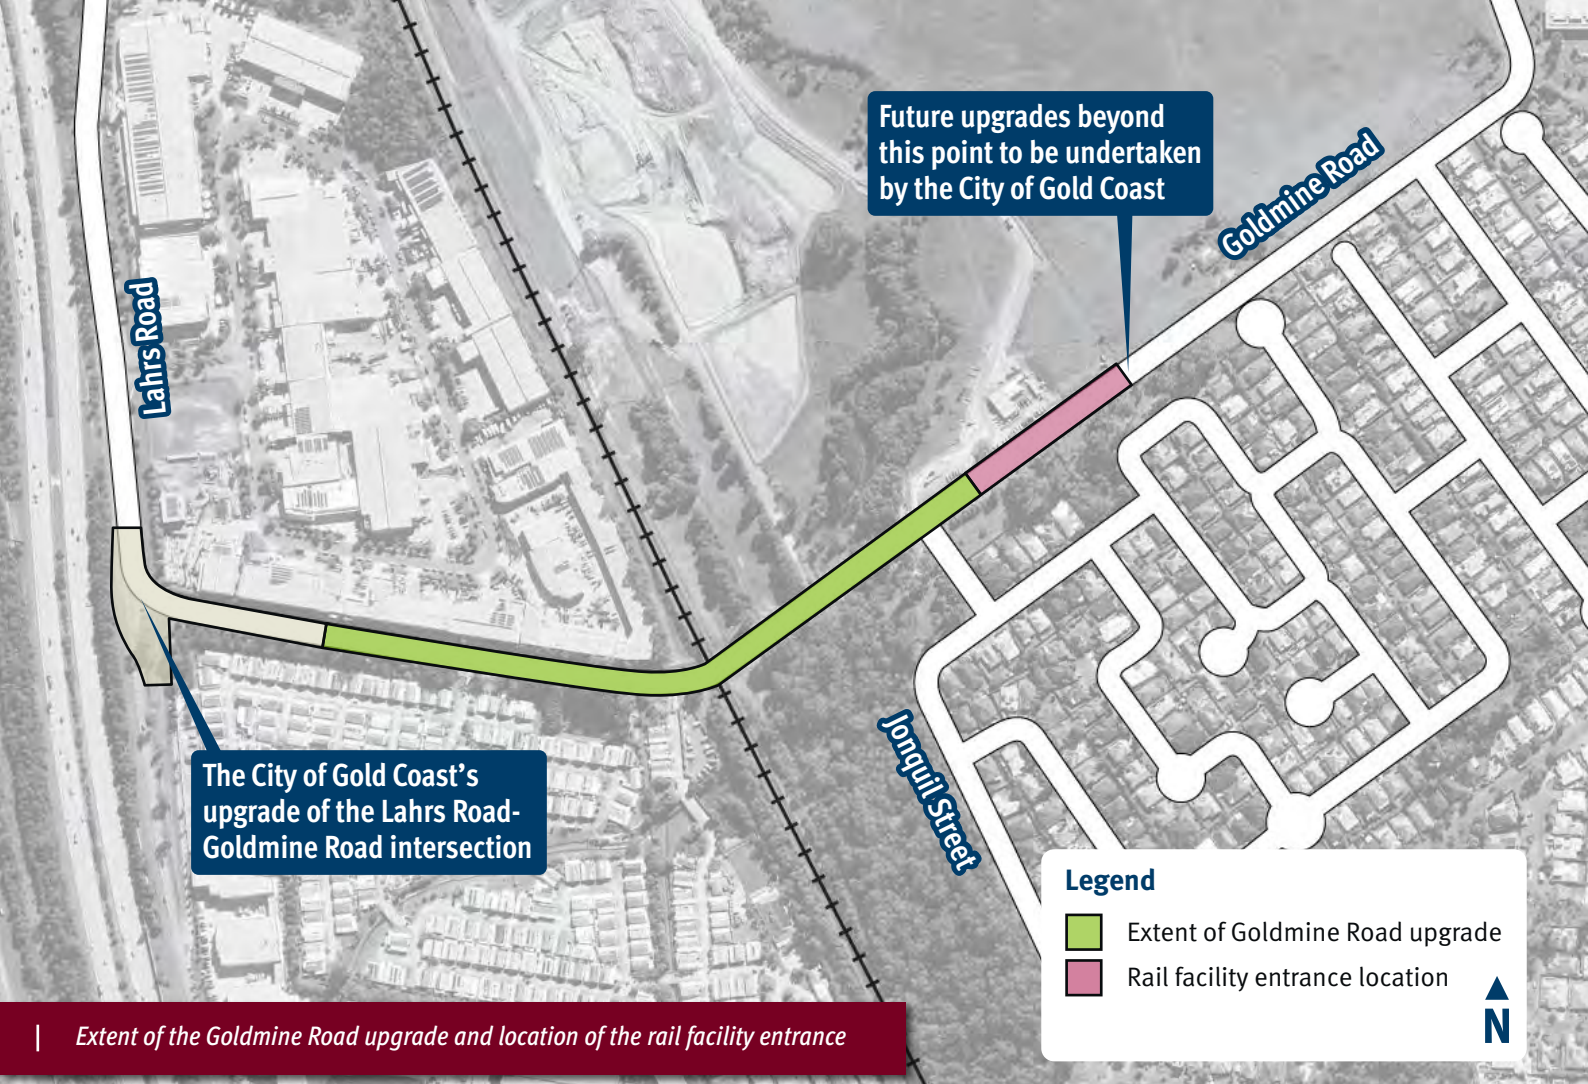 Future upgrades beyond
this point to be undertaken
by the City of Gold Coast
Goldmine Road
Lahrs Road
The City of Gold Coast's
upgrade of the Lahrs Road-
Goldmine Road intersection
Jonquil Street
Legend
Extent of Goldmine Road upgrade
Rail facility entrance location
N
| Extent of the Goldmine Road upgrade and location of the rail facility entrance